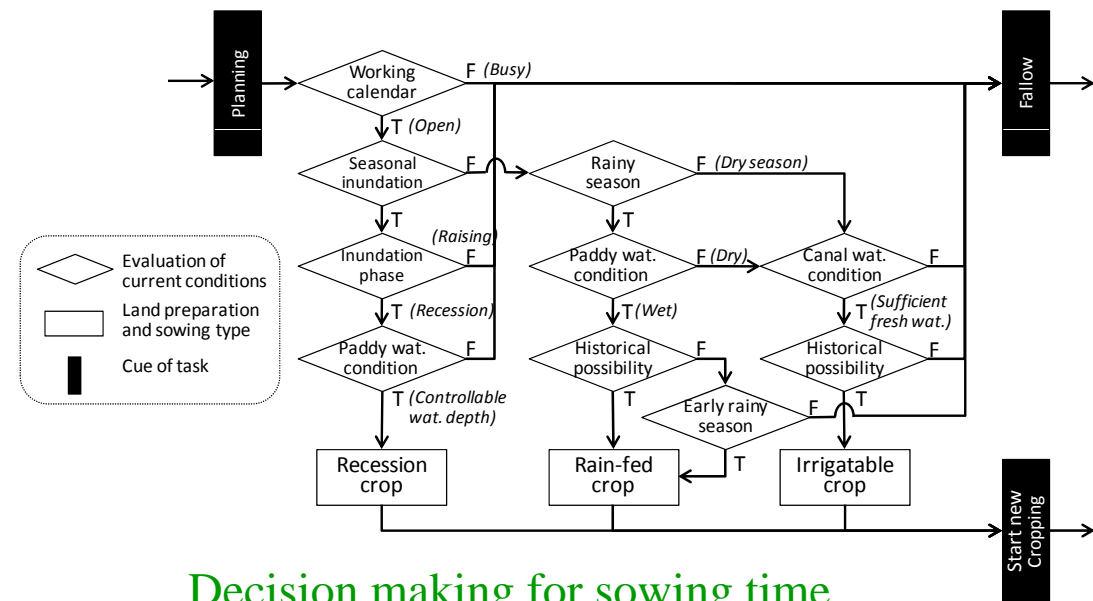 Planning
Working
calendar
F (Busy)
T (Open)
Fallow
Seasonal
inundation
F
T
Rainy
season
F (Dry season)
T
Inundation
phase
(Raising)
F
T (Recession)
Paddy wat.
condition
F (Dry)
T (Wet)
Canal wat.
condition
F
T (Sufficient
fresh wat.)
Paddy wat.
condition
F
T (Controllable
wat. depth)
Historical
possibility
F
T
Early rainy
season
F
T
Historical
possibility
F
T
Evaluation of
current conditions
Land preparation
and sowing type
Cue of task
Recession
crop
Rain-fed
crop
Irrigatable
crop
Start new
Cropping
Decision making for sowing time